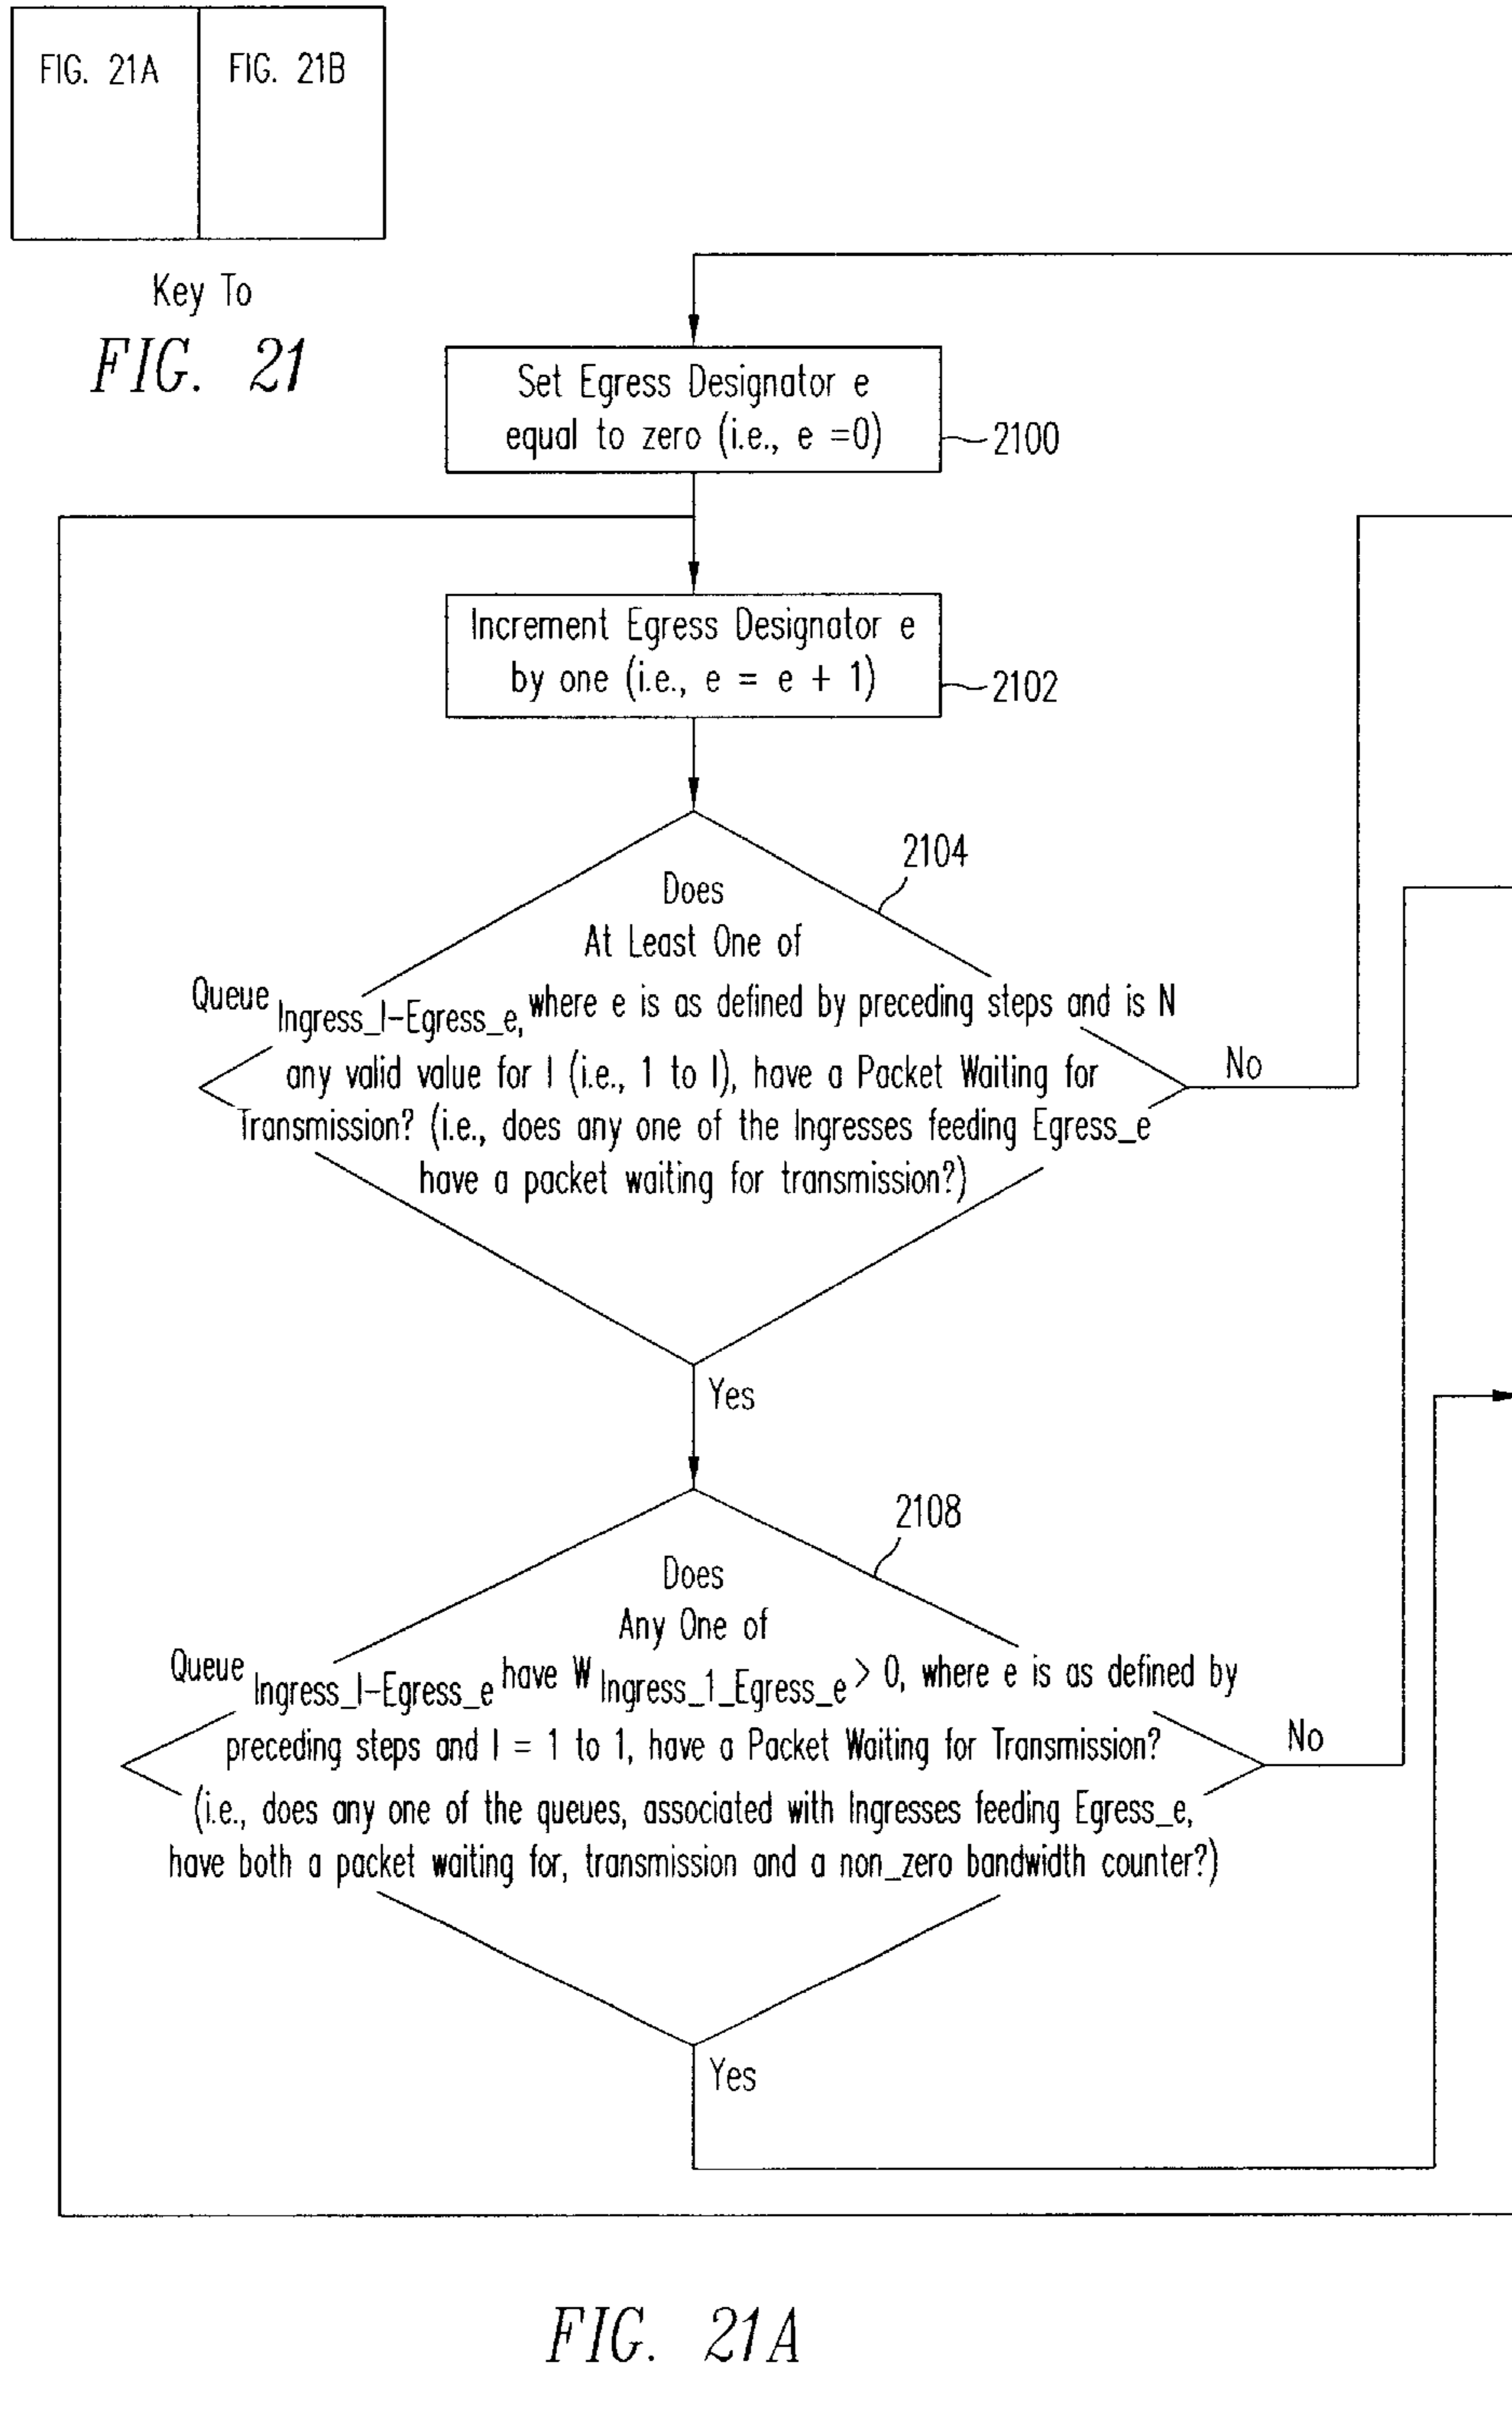 FIG. 21A FIG. 21B
Key To
FIG. 21
Set Egress Designator e
equal to zero (i.e., e =0)
2100
Increment Egress Designator e
by one (i.e., e = e + 1)
2102
2104
Does
At Least One of
Queue Ingress_I-Egress_e, where e is as defined by preceding steps and is N
any valid value for I (i.e., 1 to I), have a Packet Waiting for
Transmission? (i.e., does any one of the Ingresses feeding Egress_e
have a packet waiting for transmission?)
No
Yes
2108
Does
Any One of
Queue Ingress_I-Egress_e have W Ingress_1_Egress_e > 0, where e is as defined by
preceding steps and I = 1 to 1, have a Packet Waiting for Transmission?
(i.e., does any one of the queues, associated with Ingresses feeding Egress_e,
have both a packet waiting for, transmission and a non_zero bandwidth counter?)
No
Yes
FIG. 21A